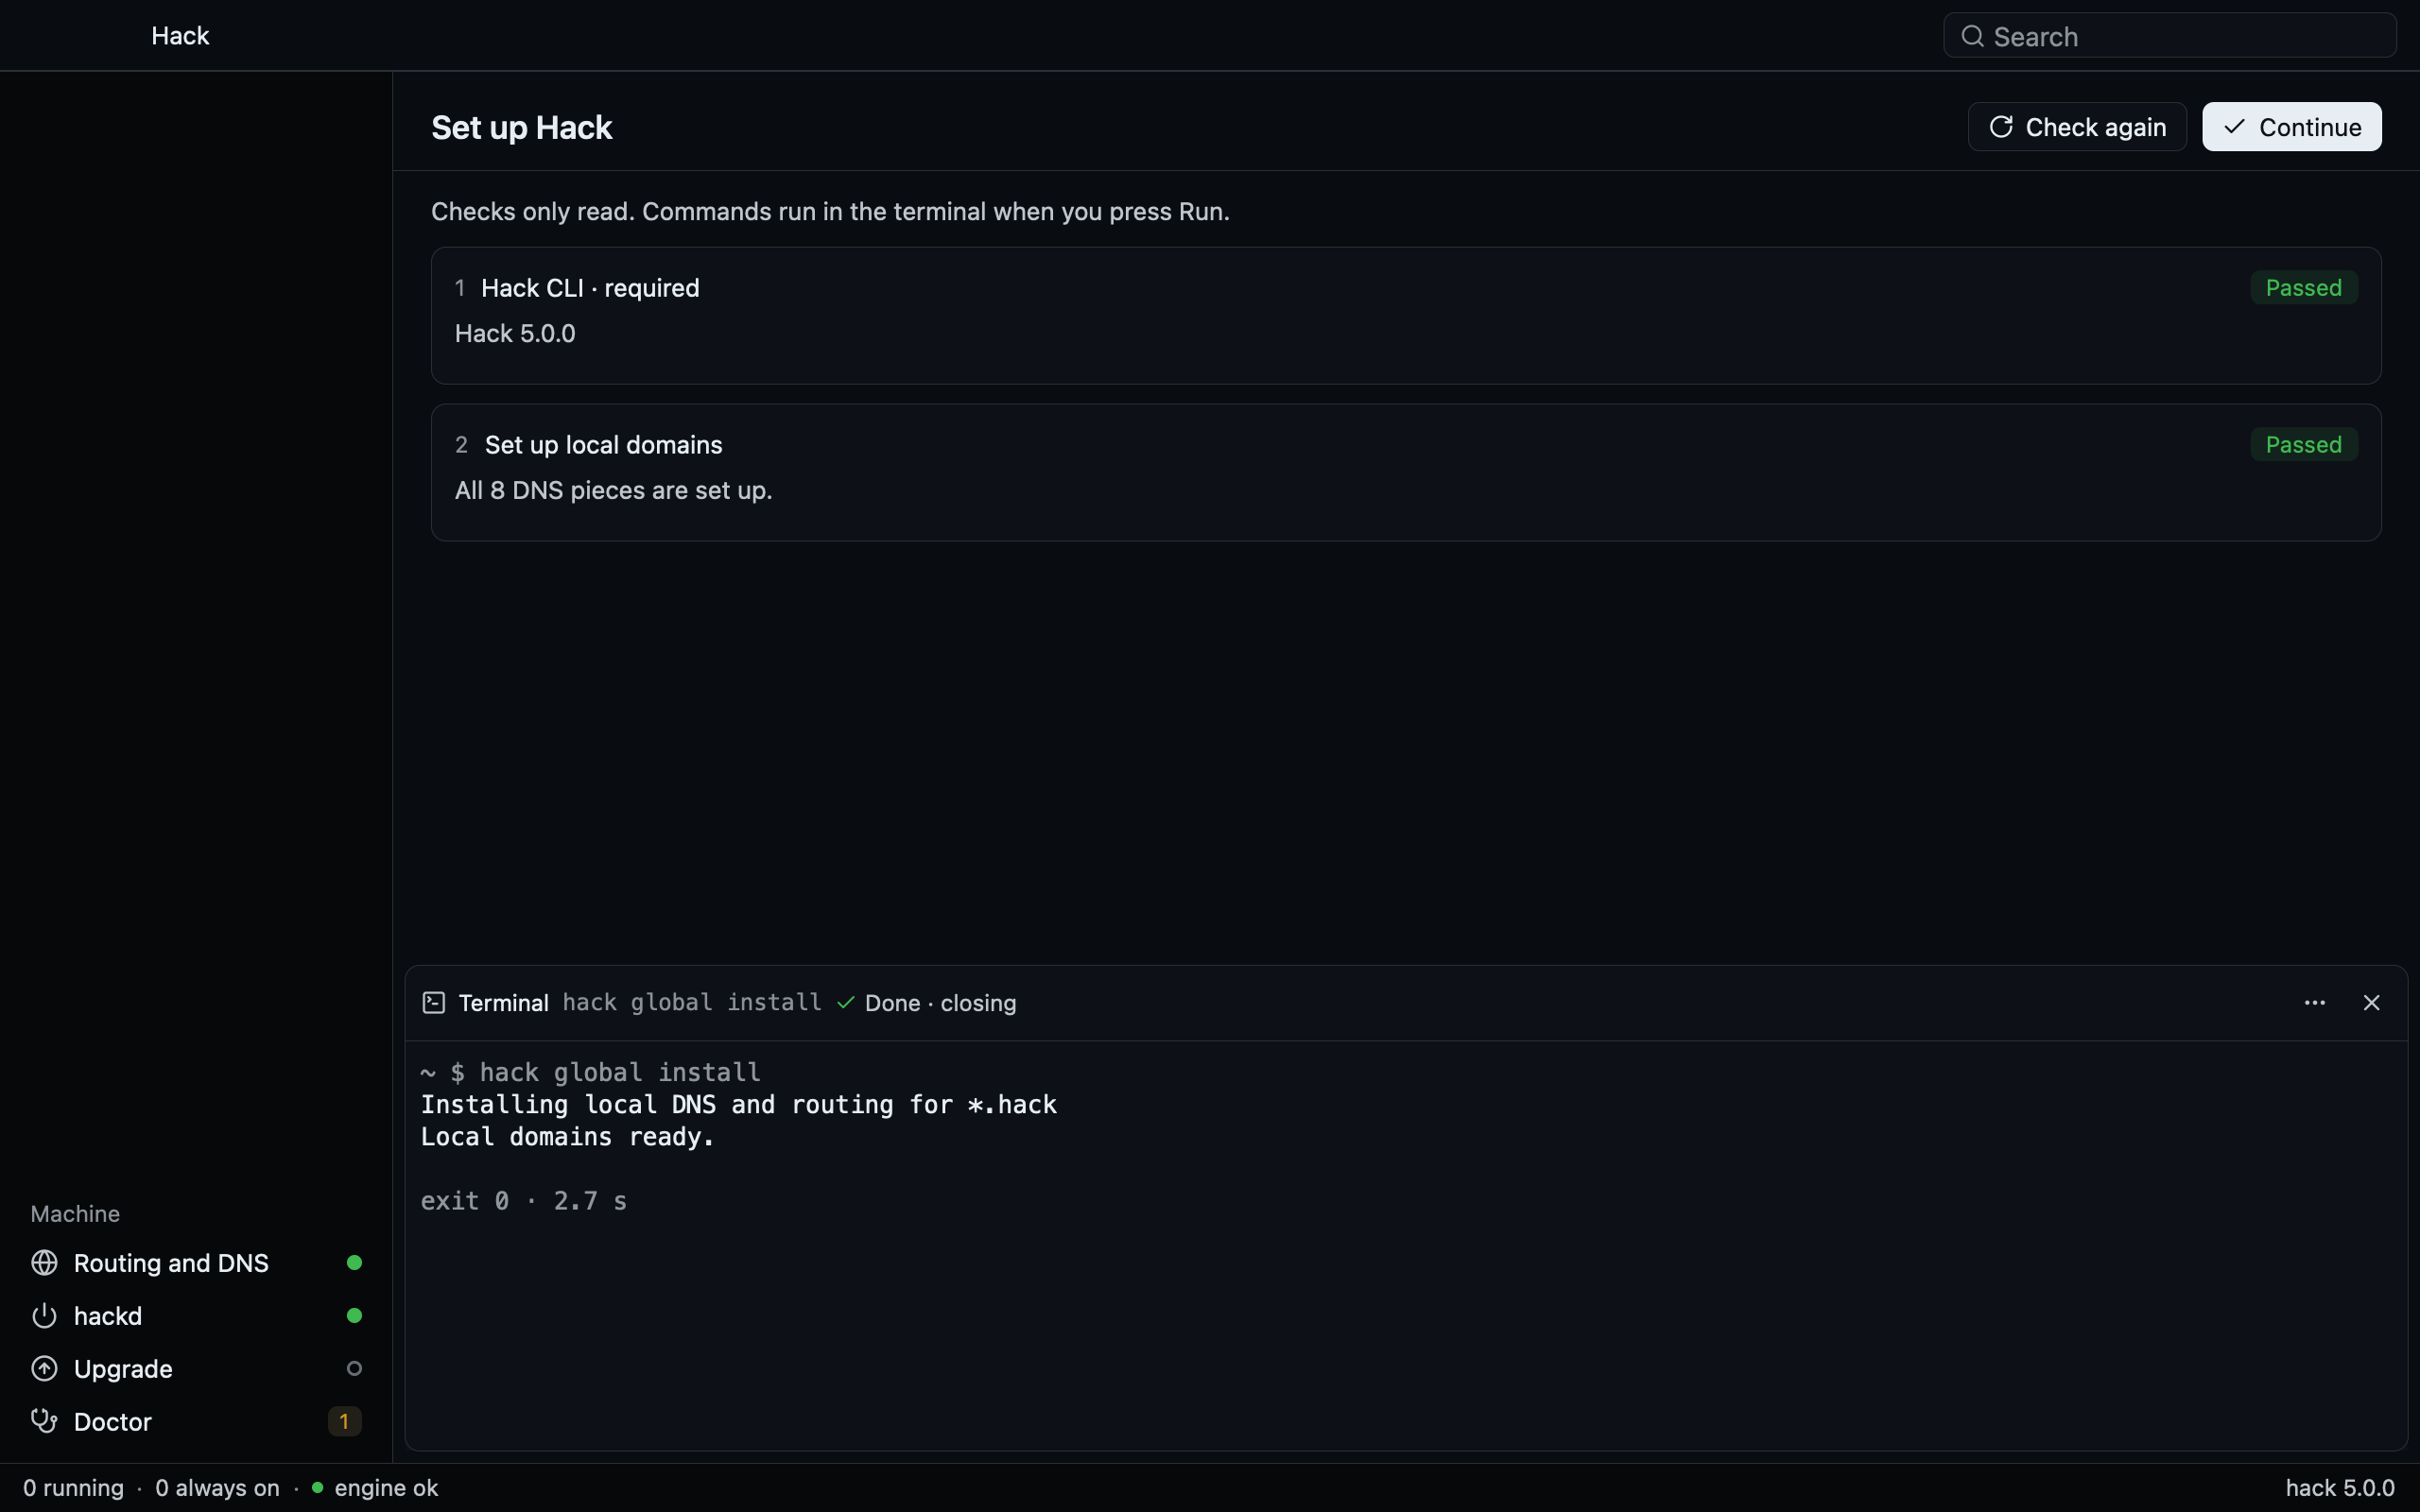 Hack
Search
Set up Hack
Check again
Continue
Checks only read. Commands run in the terminal when you press Run.
1 Hack CLI · required
Passed
Hack 5.0.0
2 Set up local domains
Passed
All 8 DNS pieces are set up.
Terminal hack global install Done · closing
~ $ hack global install
Installing local DNS and routing for *.hack
Local domains ready.
exit 0 · 2.7 s
Machine
Routing and DNS
hackd
Upgrade
Doctor 1
0 running · 0 always on · engine ok
hack 5.0.0